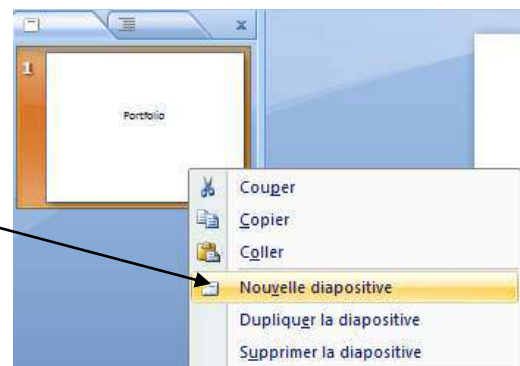 1
Portfolio
Couper
Copier
Coller
Nouvelle diapositive
Dupliquer la diapositive
Supprimer la diapositive